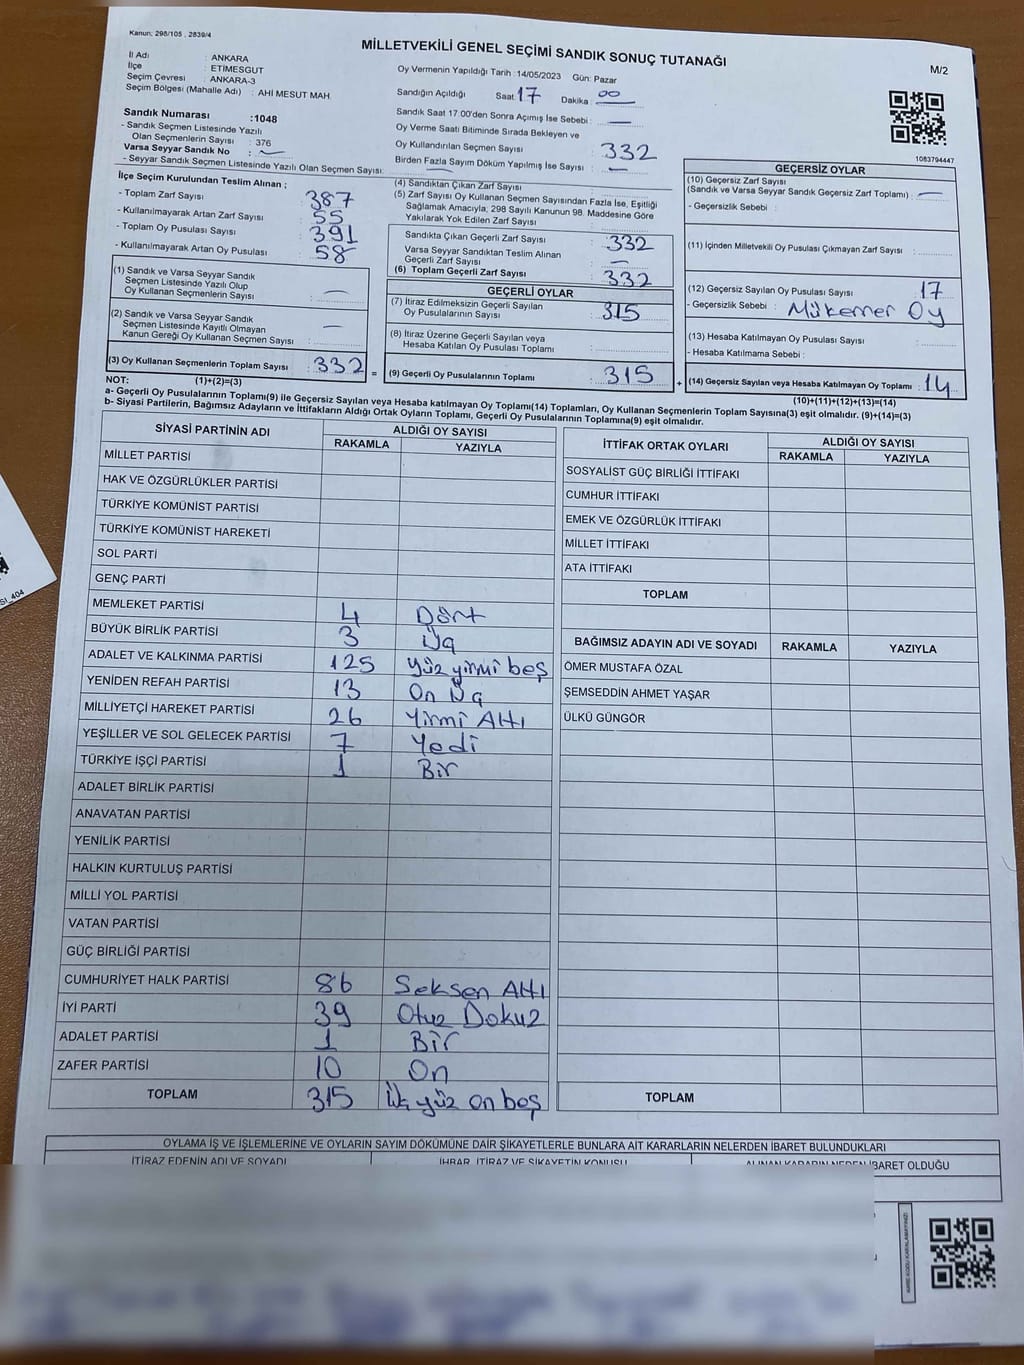 Kanun; 298/105 , 2839/4
MİLLETVEKİLİ GENEL SEÇİMİ SANDIK SONUÇ TUTANAĞI
M/2
İl Adı : ANKARA
İlçe : ETİMESGUT
Seçim Çevresi : ANKARA-3
Seçim Bölgesi (Mahalle Adı) : AHİ MESUT MAH.
Sandık Numarası :1048
- Sandık Seçmen Listesinde Yazılı
Olan Seçmenlerin Sayısı : 376
Varsa Seyyar Sandık No : —
- Seyyar Sandık Seçmen Listesinde Yazılı Olan Seçmen Sayısı:
İlçe Seçim Kurulundan Teslim Alınan ;
- Toplam Zarf Sayısı : 387
- Kullanılmayarak Artan Zarf Sayısı : 55
- Toplam Oy Pusulası Sayısı : 391
- Kullanılmayarak Artan Oy Pusulası : 58
(1) Sandık ve Varsa Seyyar Sandık
Seçmen Listesinde Yazılı Olup
Oy Kullanan Seçmenlerin Sayısı : —
(2) Sandık ve Varsa Seyyar Sandık
Seçmen Listesinde Kayıtlı Olmayan
Kanun Gereği Oy Kullanan Seçmen Sayısı : —
(3) Oy Kullanan Seçmenlerin Toplam Sayısı : 332
Oy Vermenin Yapıldığı Tarih :14/05/2023 Gün: Pazar
Sandığın Açıldığı Saat: 17 Dakika : 00
Sandık Saat 17:00'den Sonra Açımış İse Sebebi : —
Oy Verme Saati Bitiminde Sırada Bekleyen ve
Oy Kullandırılan Seçmen Sayısı : 332
Birden Fazla Sayım Döküm Yapılmış İse Sayısı : —
(4) Sandıktan Çıkan Zarf Sayısı :
(5) Zarf Sayısı Oy Kullanan Seçmen Sayısından Fazla İse, Eşitliği
Sağlamak Amacıyla; 298 Sayılı Kanunun 98. Maddesine Göre
Yakılarak Yok Edilen Zarf Sayısı :
Sandıkta Çıkan Geçerli Zarf Sayısı : 332
Varsa Seyyar Sandıktan Teslim Alınan
Geçerli Zarf Sayısı : —
(6) Toplam Geçerli Zarf Sayısı : 332
GEÇERLİ OYLAR
(7) İtiraz Edilmeksizin Geçerli Sayılan
Oy Pusulalarının Sayısı : 315
(8) İtiraz Üzerine Geçerli Sayılan veya
Hesaba Katılan Oy Pusulası Toplamı :
= (9) Geçerli Oy Pusulalarının Toplamı : 315
1083794447
GEÇERSİZ OYLAR
(10) Geçersiz Zarf Sayısı
(Sandık ve Varsa Seyyar Sandık Geçersiz Zarf Toplamı) : —
- Geçersizlik Sebebi :
(11) İçinden Milletvekili Oy Pusulası Çıkmayan Zarf Sayısı :
(12) Geçersiz Sayılan Oy Pusulası Sayısı : 17
- Geçersizlik Sebebi : Mükerrer Oy
(13) Hesaba Katılmayan Oy Pusulası Sayısı :
- Hesaba Katılmama Sebebi :
+ (14) Geçersiz Sayılan veya Hesaba Katılmayan Oy Toplamı : 14
NOT: (1)+(2)=(3) (10)+(11)+(12)+(13)=(14)
a- Geçerli Oy Pusulalarının Toplamı(9) ile Geçersiz Sayılan veya Hesaba katılmayan Oy Toplamı(14) Toplamları, Oy Kullanan Seçmenlerin Toplam Sayısına(3) eşit olmalıdır. (9)+(14)=(3)
b- Siyasi Partilerin, Bağımsız Adayların ve İttifakların Aldığı Ortak Oyların Toplamı, Geçerli Oy Pusulalarının Toplamına(9) eşit olmalıdır.
SİYASİ PARTİNİN ADI ALDIĞI OY SAYISI
RAKAMLA YAZIYLA
MİLLET PARTİSİ
HAK VE ÖZGÜRLÜKLER PARTİSİ
TÜRKİYE KOMÜNİST PARTİSİ
TÜRKİYE KOMÜNİST HAREKETİ
SOL PARTİ
GENÇ PARTİ
MEMLEKET PARTİSİ 4 Dört
BÜYÜK BİRLİK PARTİSİ 3 Üç
ADALET VE KALKINMA PARTİSİ 125 Yüz yirmi beş
YENİDEN REFAH PARTİSİ 13 On Üç
MİLLİYETÇİ HAREKET PARTİSİ 26 Yirmi Altı
YEŞİLLER VE SOL GELECEK PARTİSİ 7 Yedi
TÜRKİYE İŞÇİ PARTİSİ 1 Bir
ADALET BİRLİK PARTİSİ
ANAVATAN PARTİSİ
YENİLİK PARTİSİ
HALKIN KURTULUŞ PARTİSİ
MİLLİ YOL PARTİSİ
VATAN PARTİSİ
GÜÇ BİRLİĞİ PARTİSİ
CUMHURİYET HALK PARTİSİ 86 Seksen Altı
İYİ PARTİ 39 Otuz Dokuz
ADALET PARTİSİ 1 Bir
ZAFER PARTİSİ 10 On
TOPLAM 315 Üç yüz on beş
İTTİFAK ORTAK OYLARI ALDIĞI OY SAYISI
RAKAMLA YAZIYLA
SOSYALİST GÜÇ BİRLİĞİ İTTİFAKI
CUMHUR İTTİFAKI
EMEK VE ÖZGÜRLÜK İTTİFAKI
MİLLET İTTİFAKI
ATA İTTİFAKI
TOPLAM
BAĞIMSIZ ADAYIN ADI VE SOYADI RAKAMLA YAZIYLA
ÖMER MUSTAFA ÖZAL
ŞEMSEDDİN AHMET YAŞAR
ÜLKÜ GÜNGÖR
TOPLAM
OYLAMA İŞ VE İŞLEMLERİNE VE OYLARIN SAYIM DÖKÜMÜNE DAİR ŞİKAYETLERLE BUNLARA AİT KARARLARIN NELERDEN İBARET BULUNDUKLARI
İTİRAZ EDENİN ADI VE SOYADI İHBAR, İTİRAZ VE ŞİKAYETİN KONUSU ALINAN KARARIN NEDEN İBARET OLDUĞU
KARE KODU KARALAMAYINIZ!
SI_404